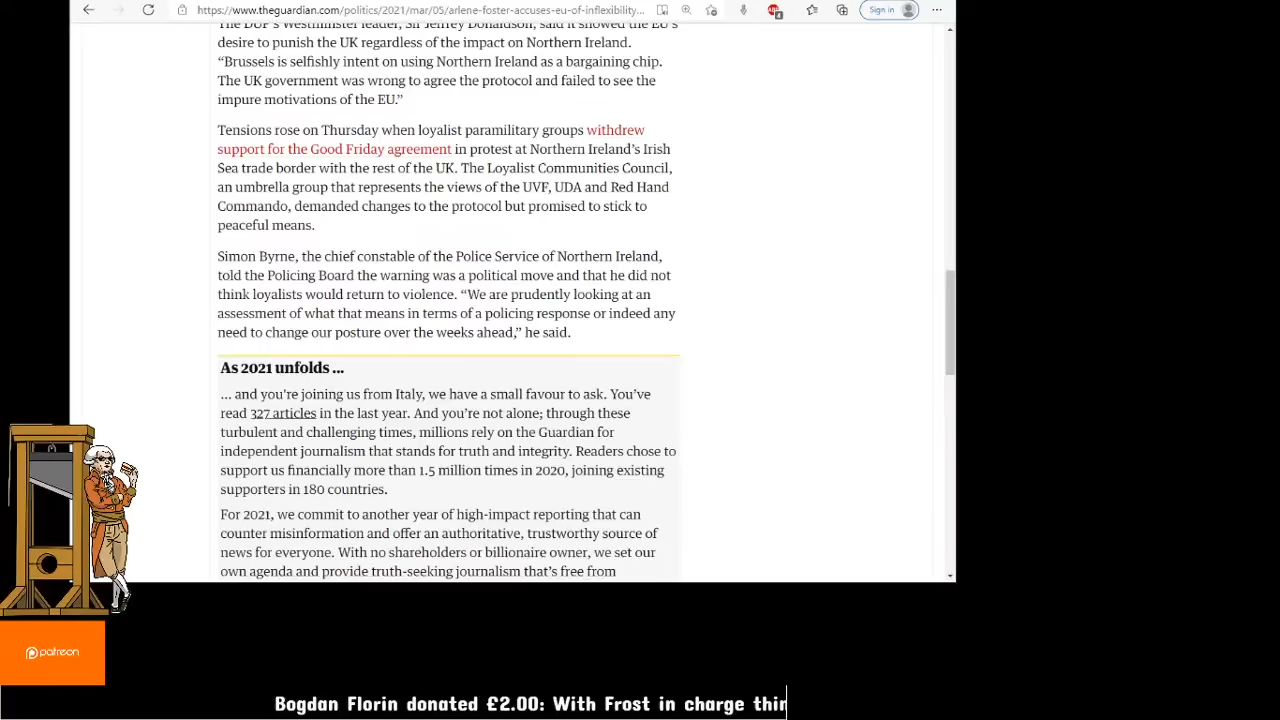 https://www.theguardian.com/politics/2021/mar/05/arlene-foster-accuses-eu-of-inflexibility...
Sign in
The DUP's Westminster leader, Sir Jeffrey Donaldson, said it showed the EU's
desire to punish the UK regardless of the impact on Northern Ireland.
“Brussels is selfishly intent on using Northern Ireland as a bargaining chip.
The UK government was wrong to agree the protocol and failed to see the
impure motivations of the EU.”
Tensions rose on Thursday when loyalist paramilitary groups withdrew
support for the Good Friday agreement in protest at Northern Ireland's Irish
Sea trade border with the rest of the UK. The Loyalist Communities Council,
an umbrella group that represents the views of the UVF, UDA and Red Hand
Commando, demanded changes to the protocol but promised to stick to
peaceful means.
Simon Byrne, the chief constable of the Police Service of Northern Ireland,
told the Policing Board the warning was a political move and that he did not
think loyalists would return to violence. “We are prudently looking at an
assessment of what that means in terms of a policing response or indeed any
need to change our posture over the weeks ahead,” he said.
As 2021 unfolds ...
... and you're joining us from Italy, we have a small favour to ask. You've
read 327 articles in the last year. And you're not alone; through these
turbulent and challenging times, millions rely on the Guardian for
independent journalism that stands for truth and integrity. Readers chose to
support us financially more than 1.5 million times in 2020, joining existing
supporters in 180 countries.
For 2021, we commit to another year of high-impact reporting that can
counter misinformation and offer an authoritative, trustworthy source of
news for everyone. With no shareholders or billionaire owner, we set our
own agenda and provide truth-seeking journalism that's free from
patreon
Bogdan Florin donated £2.00: With Frost in charge thin